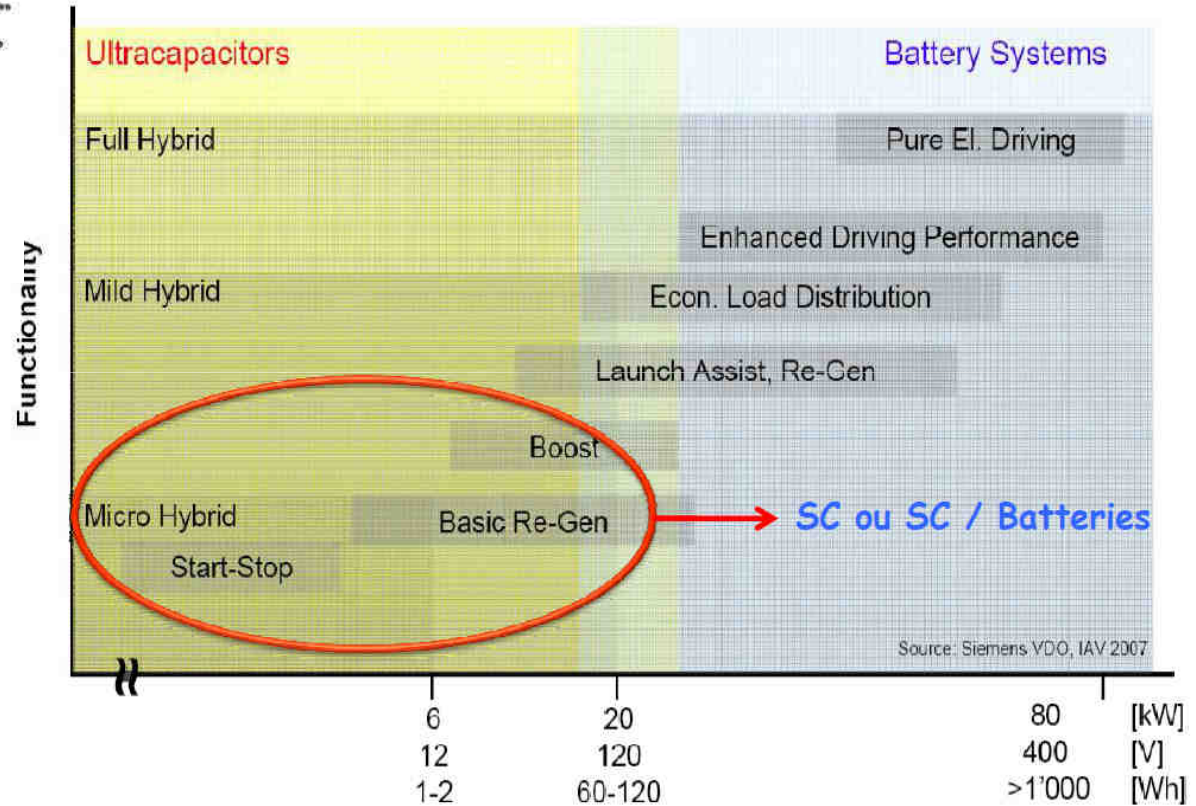 Ultracapacitors
Battery Systems
Full Hybrid
Pure El. Driving
Enhanced Driving Performance
Mild Hybrid
Econ. Load Distribution
Launch Assist, Re-Gen
Boost
Micro Hybrid
Basic Re-Gen
SC ou SC / Batteries
Start-Stop
Source: Siemens VDO, IAV 2007
Functionality
6 20 80 [kW]
12 120 400 [V]
1-2 60-120 >1'000 [Wh]